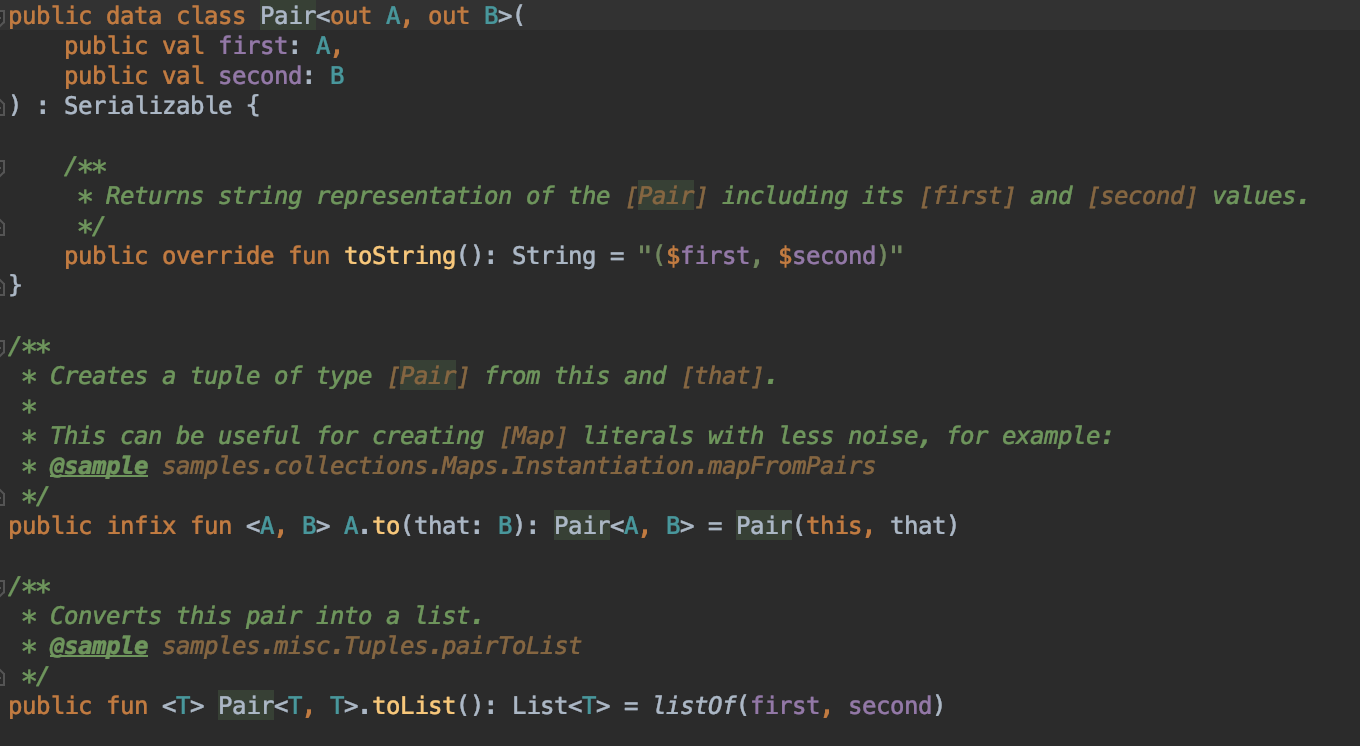 public data class Pair<out A, out B>(
    public val first: A,
    public val second: B
) : Serializable {
    /**
     * Returns string representation of the [Pair] including its [first] and [second] values.
     */
    public override fun toString(): String = "($first, $second)"
}
/**
 * Creates a tuple of type [Pair] from this and [that].
 *
 * This can be useful for creating [Map] literals with less noise, for example:
 * @sample samples.collections.Maps.Instantiation.mapFromPairs
 */
public infix fun <A, B> A.to(that: B): Pair<A, B> = Pair(this, that)
/**
 * Converts this pair into a list.
 * @sample samples.misc.Tuples.pairToList
 */
public fun <T> Pair<T, T>.toList(): List<T> = listOf(first, second)